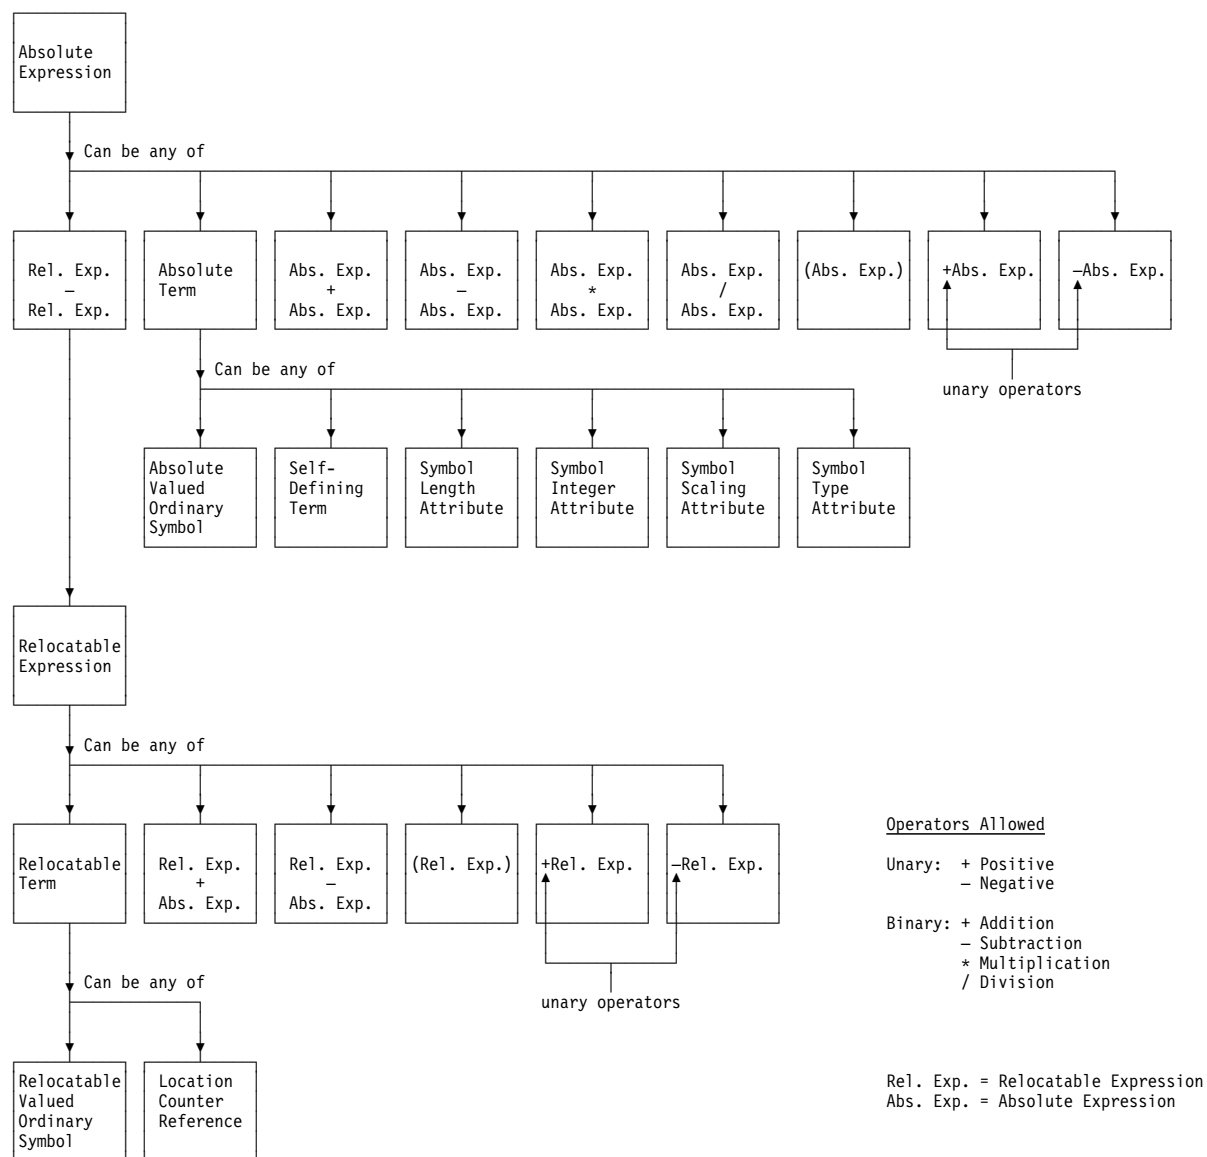 Absolute
Expression
Can be any of
Rel. Exp.
–
Rel. Exp.
Absolute
Term
Abs. Exp.
+
Abs. Exp.
Abs. Exp.
–
Abs. Exp.
Abs. Exp.
*
Abs. Exp.
Abs. Exp.
/
Abs. Exp.
(Abs. Exp.)
+Abs. Exp.
–Abs. Exp.
unary operators
Can be any of
Absolute
Valued
Ordinary
Symbol
Self-
Defining
Term
Symbol
Length
Attribute
Symbol
Integer
Attribute
Symbol
Scaling
Attribute
Symbol
Type
Attribute
Relocatable
Expression
Can be any of
Relocatable
Term
Rel. Exp.
+
Abs. Exp.
Rel. Exp.
–
Abs. Exp.
(Rel. Exp.)
+Rel. Exp.
–Rel. Exp.
unary operators
Can be any of
Relocatable
Valued
Ordinary
Symbol
Location
Counter
Reference
Operators Allowed
Unary: + Positive
– Negative
Binary: + Addition
– Subtraction
* Multiplication
/ Division
Rel. Exp. = Relocatable Expression
Abs. Exp. = Absolute Expression